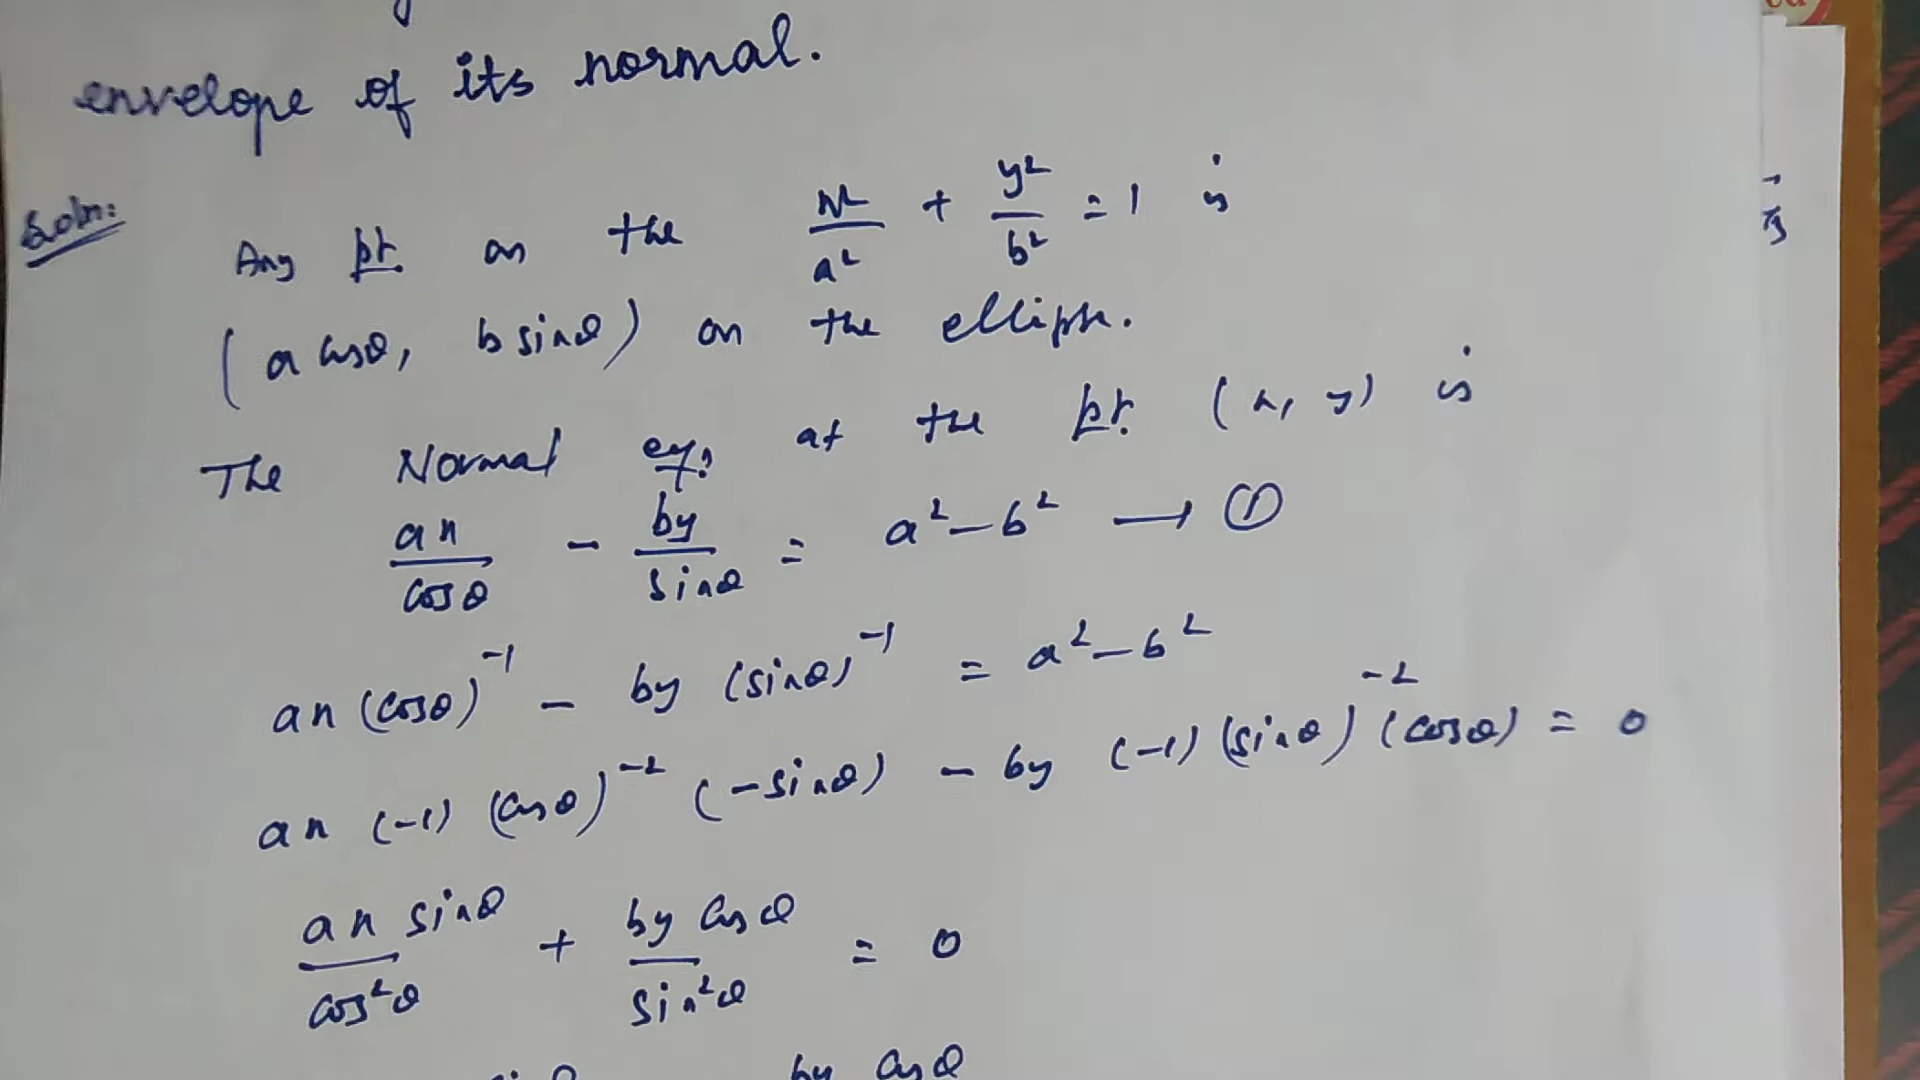 envelope of its normal.
Soln:
Any pt. on the x²/a² + y²/b² = 1 is
(a cosθ, b sinθ) on the ellipse.
The Normal eq. at the pt. (x, y) is
ax/cosθ - by/sinθ = a² - b² → ①
ax (cosθ)⁻¹ - by (sinθ)⁻¹ = a² - b²
ax (-1) (cosθ)⁻² (-sinθ) - by (-1) (sinθ)⁻² (cosθ) = 0
ax sinθ/cos²θ + by cosθ/sin²θ = 0
by cosθ